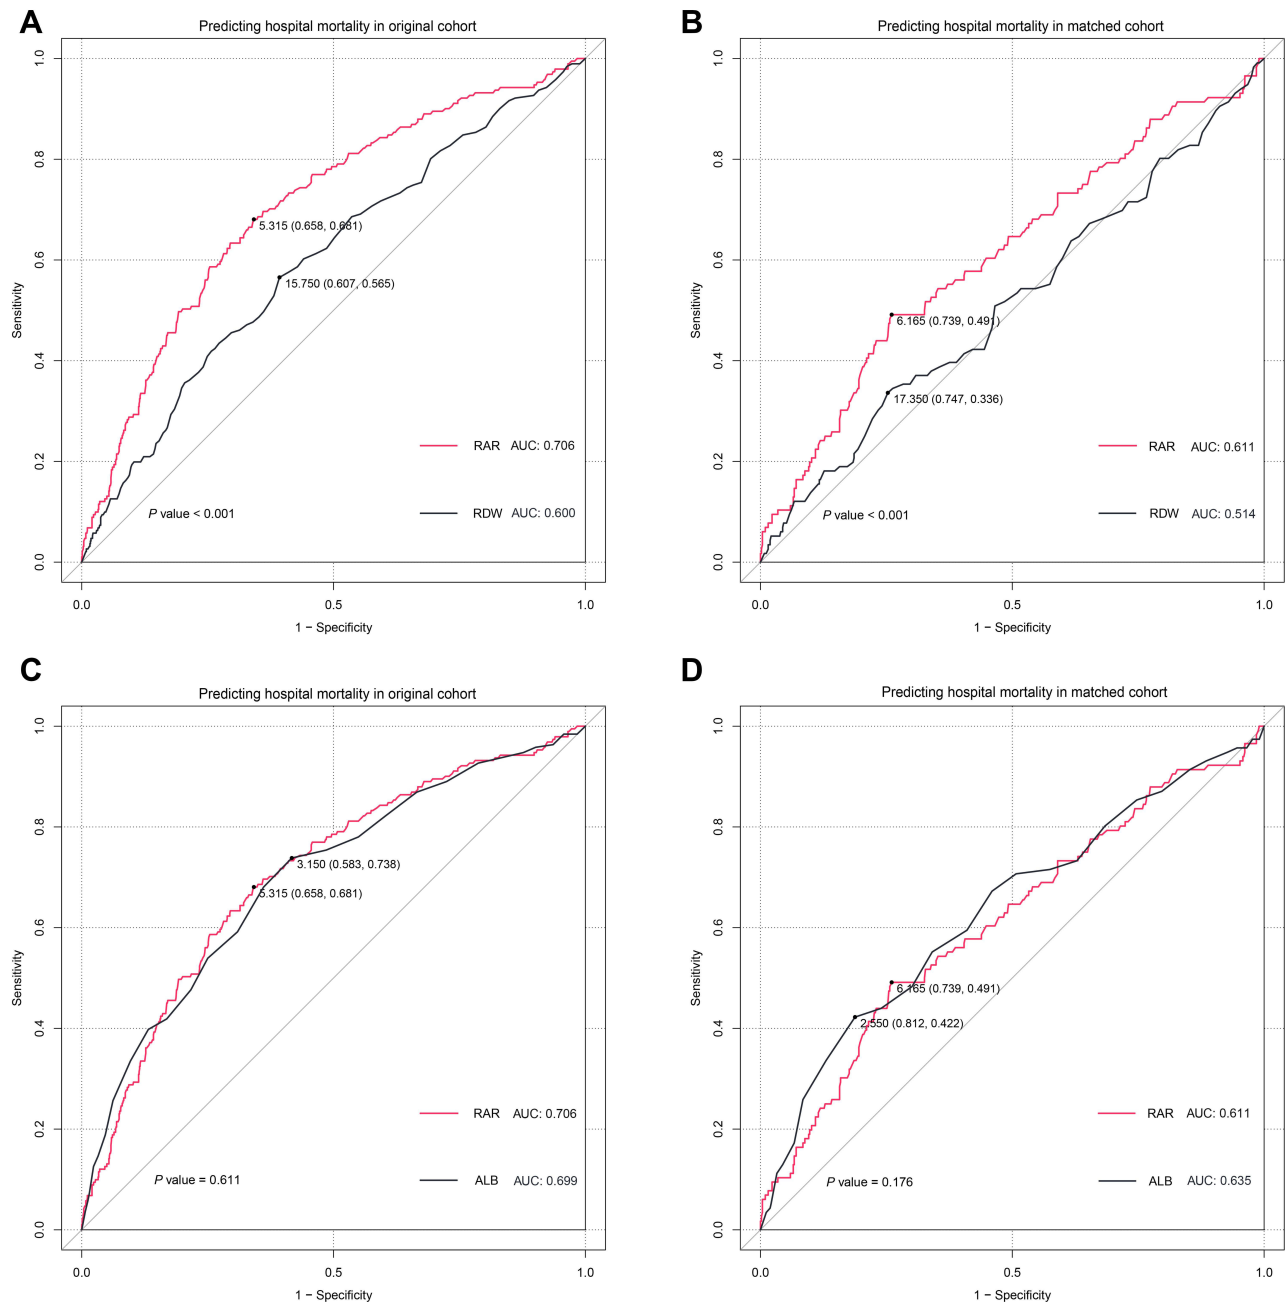 A
Predicting hospital mortality in original cohort
1.0
0.8
0.6
0.4
0.2
0.0
Sensitivity
5.315 (0.658, 0.681)
15.750 (0.607, 0.565)
RAR AUC: 0.706
RDW AUC: 0.600
P value < 0.001
0.0 0.5 1.0
1 − Specificity
B
Predicting hospital mortality in matched cohort
1.0
0.8
0.6
0.4
0.2
0.0
Sensitivity
6.165 (0.739, 0.491)
17.350 (0.747, 0.336)
RAR AUC: 0.611
RDW AUC: 0.514
P value < 0.001
0.0 0.5 1.0
1 − Specificity
C
Predicting hospital mortality in original cohort
1.0
0.8
0.6
0.4
0.2
0.0
Sensitivity
3.150 (0.583, 0.738)
5.315 (0.658, 0.681)
RAR AUC: 0.706
ALB AUC: 0.699
P value = 0.611
0.0 0.5 1.0
1 − Specificity
D
Predicting hospital mortality in matched cohort
1.0
0.8
0.6
0.4
0.2
0.0
Sensitivity
6.165 (0.739, 0.491)
2.550 (0.812, 0.422)
RAR AUC: 0.611
ALB AUC: 0.635
P value = 0.176
0.0 0.5 1.0
1 − Specificity